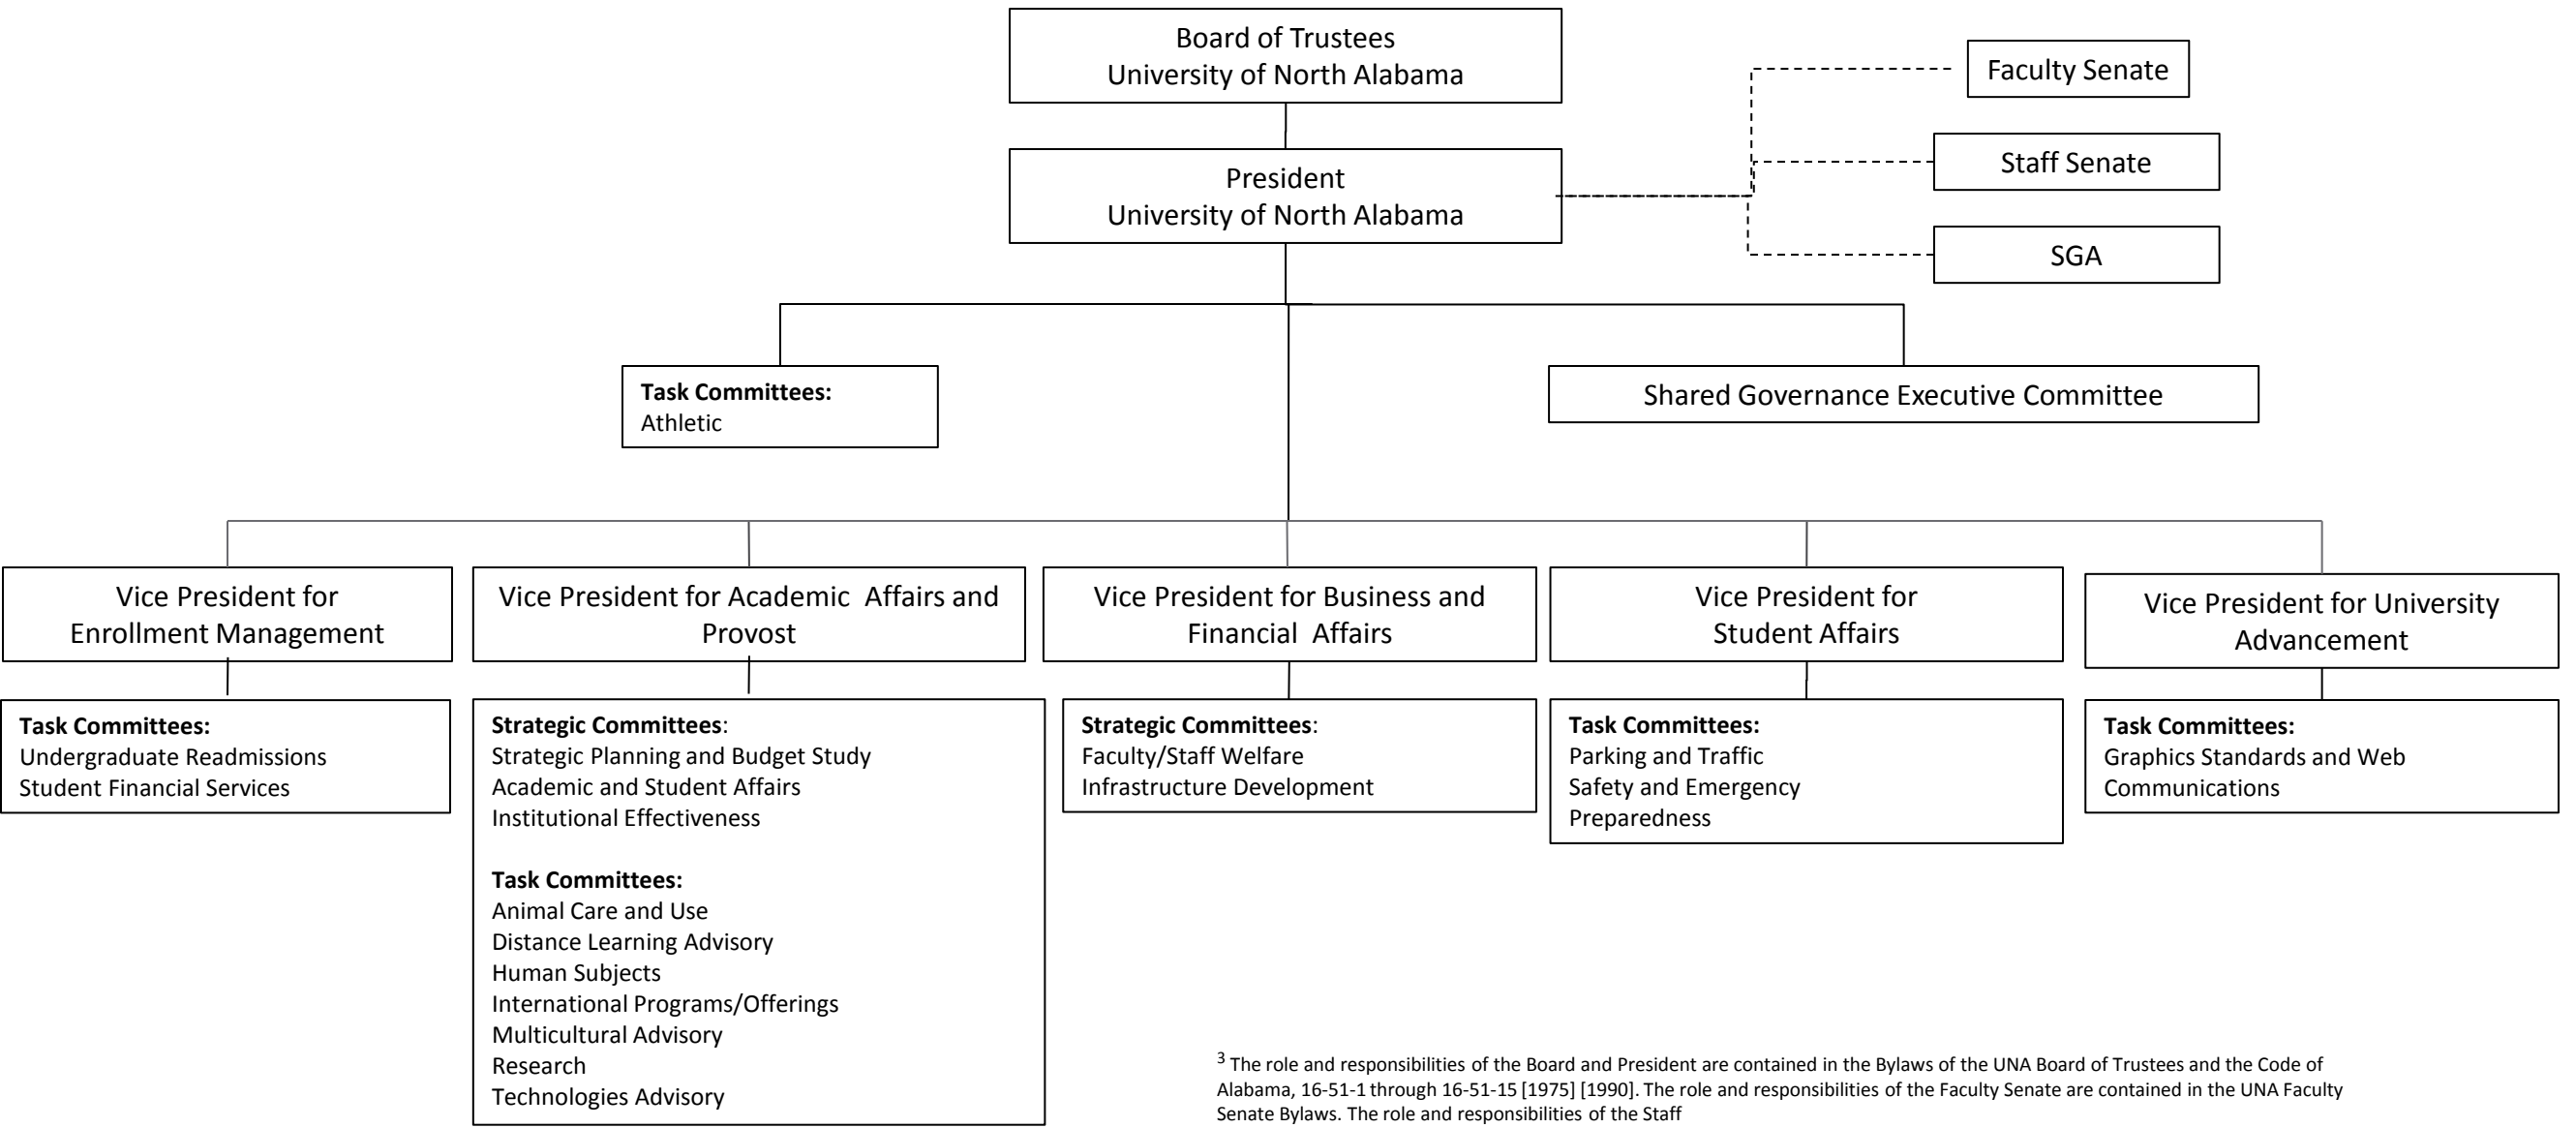 Board of Trustees
University of North Alabama
Faculty Senate
Staff Senate
President
University of North Alabama
SGA
Task Committees:
Athletic
Shared Governance Executive Committee
Vice President for
Enrollment Management
Vice President for Academic Affairs and
Provost
Vice President for Business and
Financial Affairs
Vice President for
Student Affairs
Vice President for University
Advancement
Task Committees:
Undergraduate Readmissions
Student Financial Services
Strategic Committees:
Strategic Planning and Budget Study
Academic and Student Affairs
Institutional Effectiveness
Task Committees:
Animal Care and Use
Distance Learning Advisory
Human Subjects
International Programs/Offerings
Multicultural Advisory
Research
Technologies Advisory
Strategic Committees:
Faculty/Staff Welfare
Infrastructure Development
Task Committees:
Parking and Traffic
Safety and Emergency
Preparedness
Task Committees:
Graphics Standards and Web
Communications
3 The role and responsibilities of the Board and President are contained in the Bylaws of the UNA Board of Trustees and the Code of
Alabama, 16-51-1 through 16-51-15 [1975] [1990]. The role and responsibilities of the Faculty Senate are contained in the UNA Faculty
Senate Bylaws. The role and responsibilities of the Staff